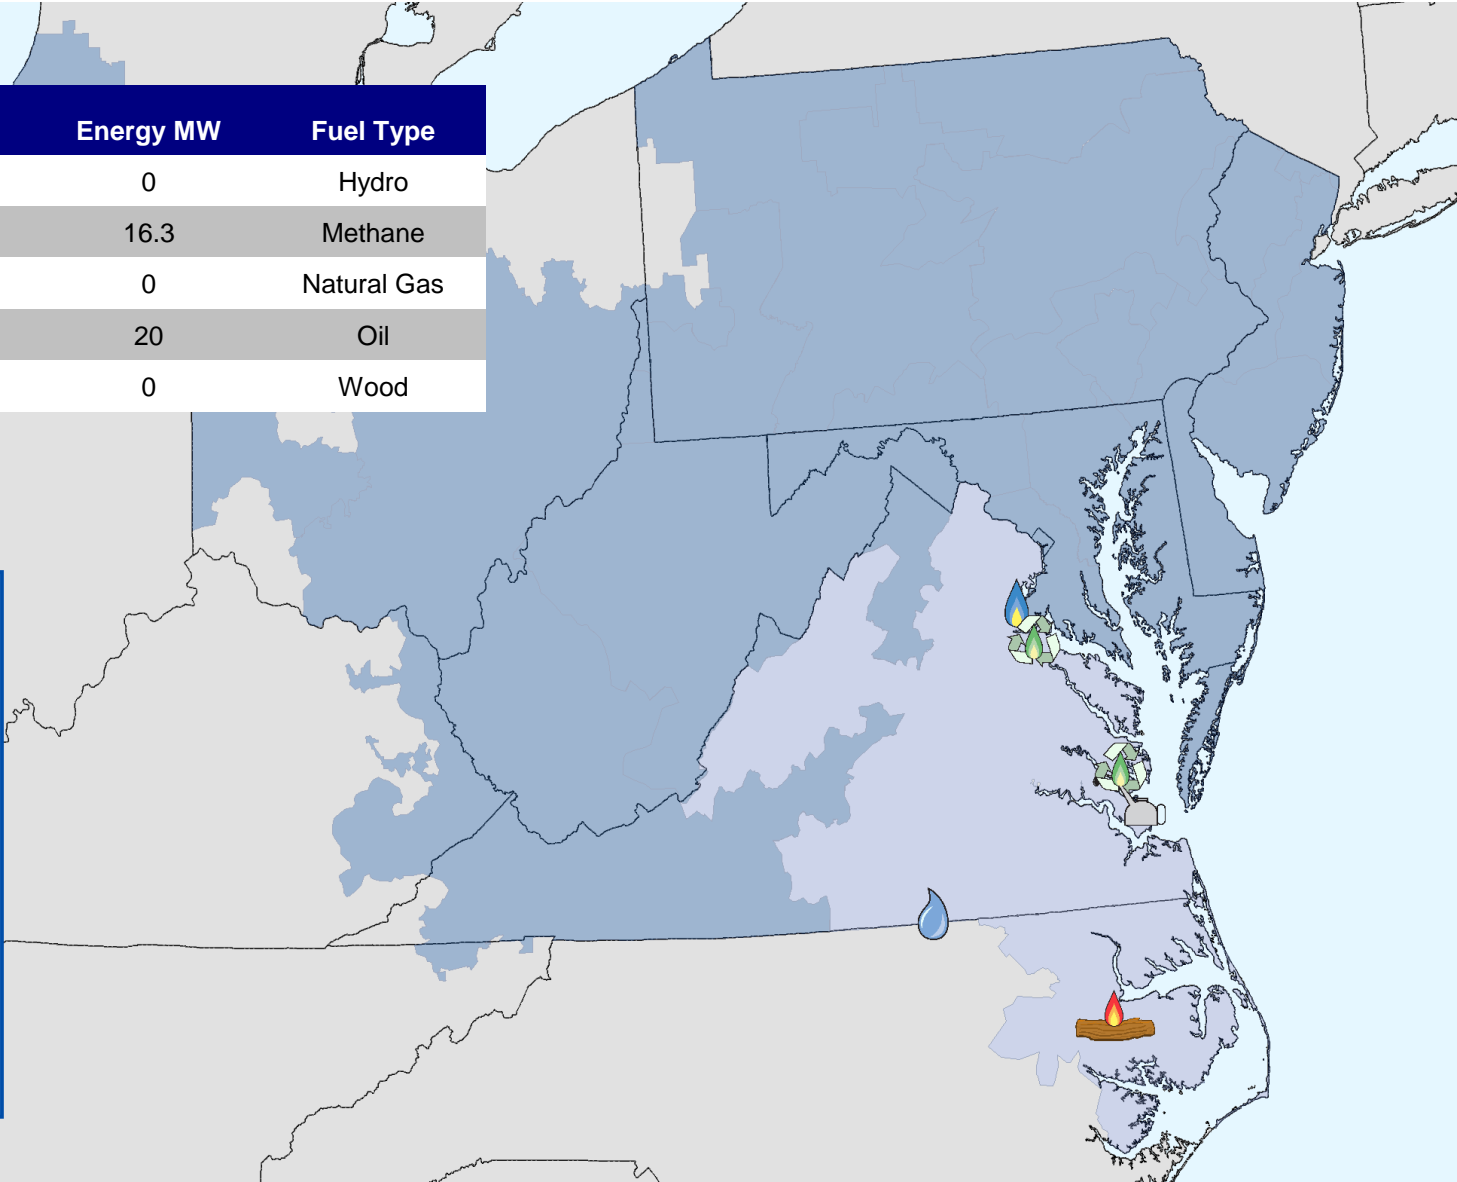 Energy MW Fuel Type
0 Hydro
16.3 Methane
0 Natural Gas
20 Oil
0 Wood